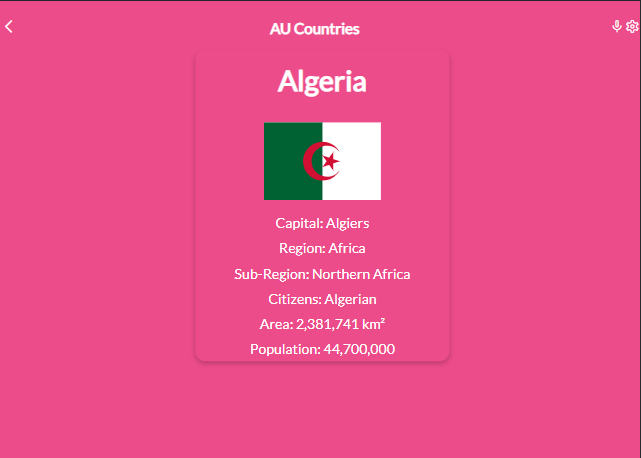 AU Countries
Algeria
Capital: Algiers
Region: Africa
Sub-Region: Northern Africa
Citizens: Algerian
Area: 2,381,741 km²
Population: 44,700,000